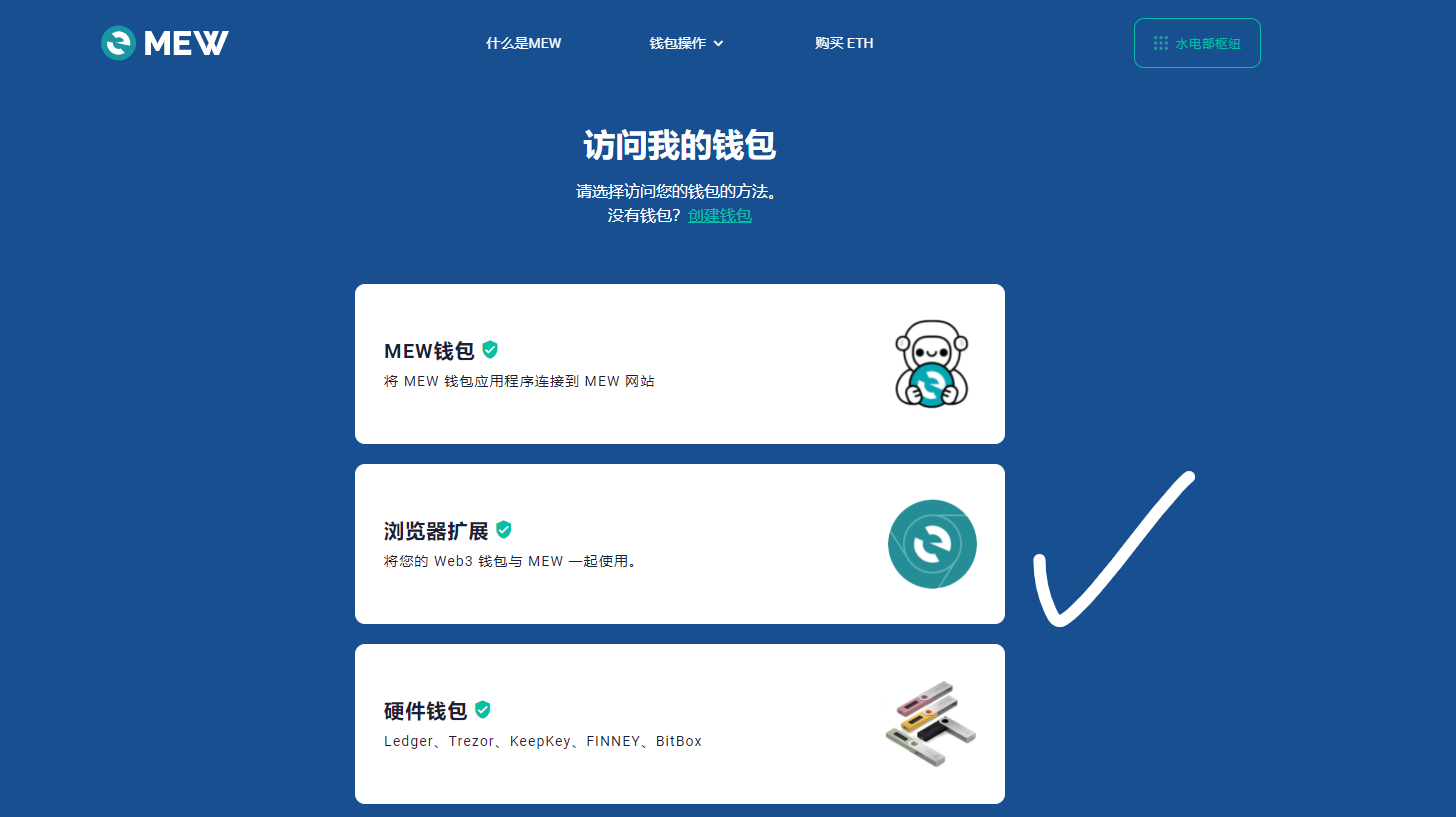 MEW
什么是MEW
钱包操作
购买 ETH
水电部枢纽
访问我的钱包
请选择访问您的钱包的方法。
没有钱包？创建钱包
MEW钱包
将 MEW 钱包应用程序连接到 MEW 网站
浏览器扩展
将您的 Web3 钱包与 MEW 一起使用。
硬件钱包
Ledger、Trezor、KeepKey、FINNEY、BitBox